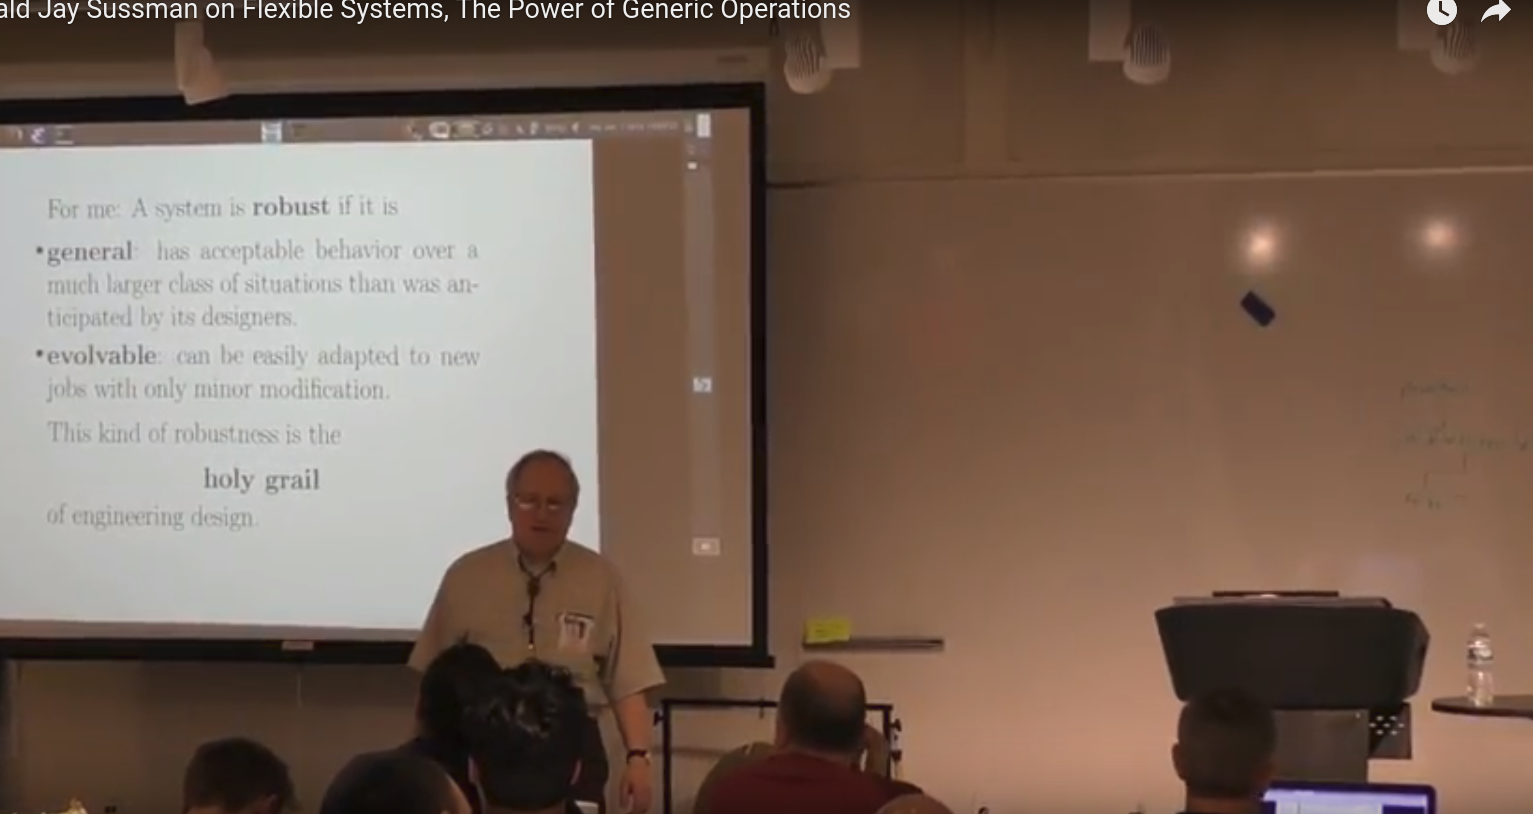 ald Jay Sussman on Flexible Systems, The Power of Generic Operations
For me: A system is robust if it is
•general: has acceptable behavior over a
much larger class of situations than was an-
ticipated by its designers.
•evolvable: can be easily adapted to new
jobs with only minor modification.
This kind of robustness is the
holy grail
of engineering design.